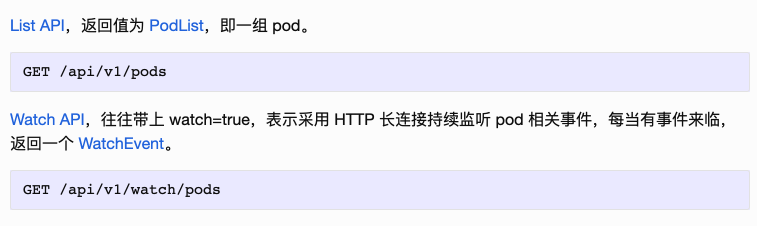 List API，返回值为 PodList，即一组 pod。
GET /api/v1/pods
Watch API，往往带上 watch=true，表示采用 HTTP 长连接持续监听 pod 相关事件，每当有事件来临，
返回一个 WatchEvent。
GET /api/v1/watch/pods